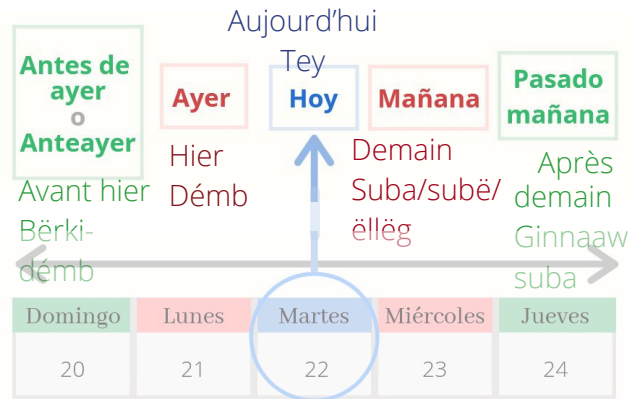 Aujourd’hui
Tey
Antes de
ayer
o
Anteayer
Ayer
Hoy
Mañana
Pasado
mañana
Avant hier
Bërki-
démb
Hier
Démb
Demain
Suba/subë/
ëllëg
Après
demain
Ginnaaw
suba
Domingo Lunes Martes Miércoles Jueves
20 21 22 23 24